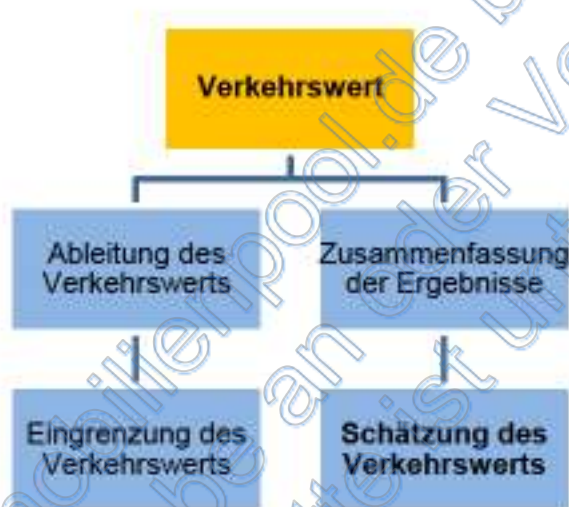 Verkehrswert
Ableitung des
Verkehrswerts
Zusammenfassung
der Ergebnisse
Eingrenzung des
Verkehrswerts
Schätzung des
Verkehrswerts